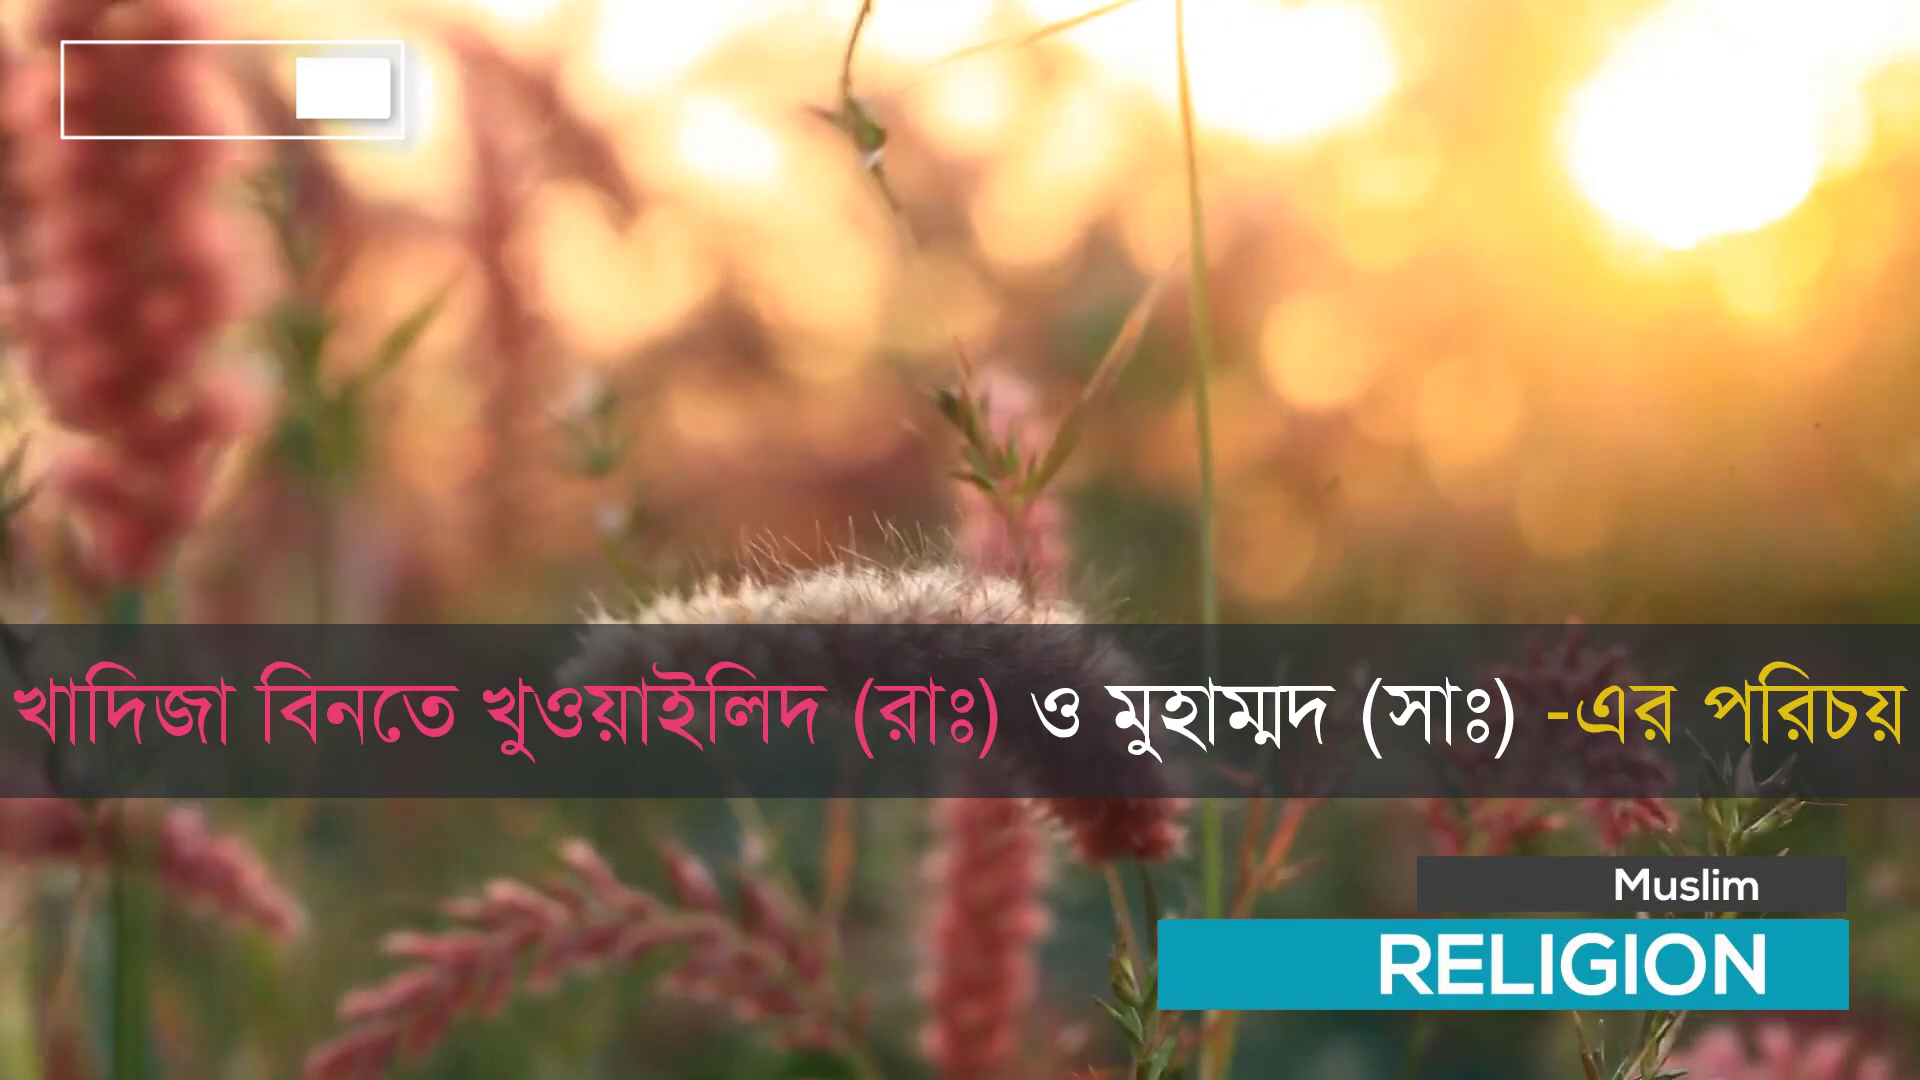 খাদিজা বিনতে খুওয়াইলিদ (রাঃ) ও মুহাম্মদ (সাঃ) -এর পরিচয়
Muslim
RELIGION